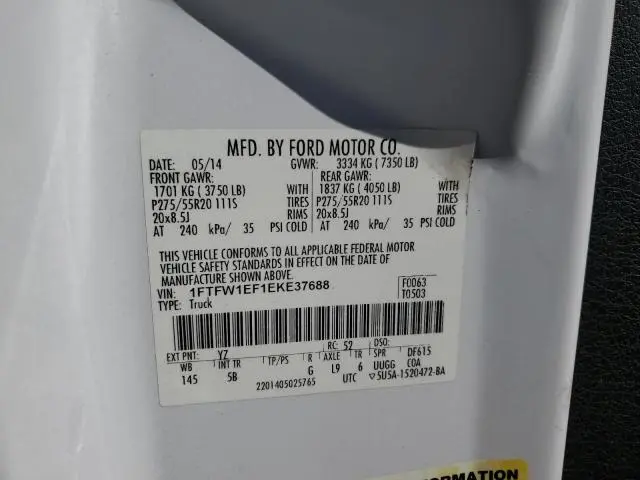 MFD. BY FORD MOTOR CO.
DATE: 05/14 GVWR: 3334 KG ( 7350 LB)
FRONT GAWR: REAR GAWR:
1701 KG ( 3750 LB) WITH 1837 KG ( 4050 LB) WITH
P275/55R20 111S TIRES P275/55R20 111S TIRES
20x8.5J RIMS 20x8.5J RIMS
AT 240 kPa/ 35 PSI COLD AT 240 kPa/ 35 PSI COLD
THIS VEHICLE CONFORMS TO ALL APPLICABLE FEDERAL MOTOR
VEHICLE SAFETY STANDARDS IN EFFECT ON THE DATE OF
MANUFACTURE SHOWN ABOVE.
VIN: 1FTFW1EF1EKE37688 F0063
TYPE: Truck T0503
EXT PNT: YZ RC: 52 DSO:
WB INT TR TP/PS R AXLE TR SPR DF615
145 5B G L9 6 UUGG COA
2201405025765 UTC ▽5U5A-1520472-BA
ORMATION